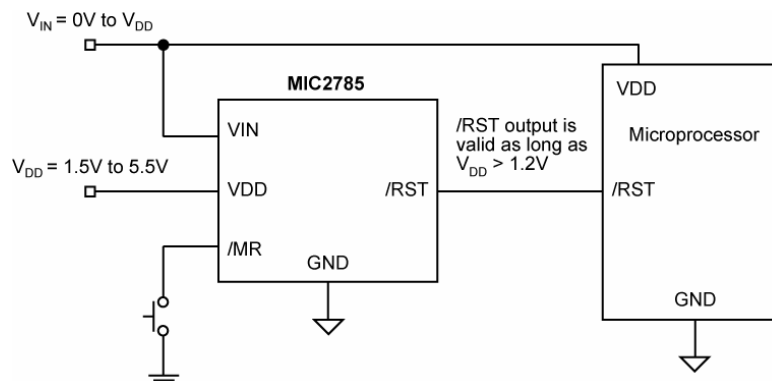 V_IN = 0V to V_DD
MIC2785
VDD
VIN
/RST output is
valid as long as
V_DD > 1.2V
Microprocessor
V_DD = 1.5V to 5.5V
VDD
/RST
/RST
/MR
GND
GND